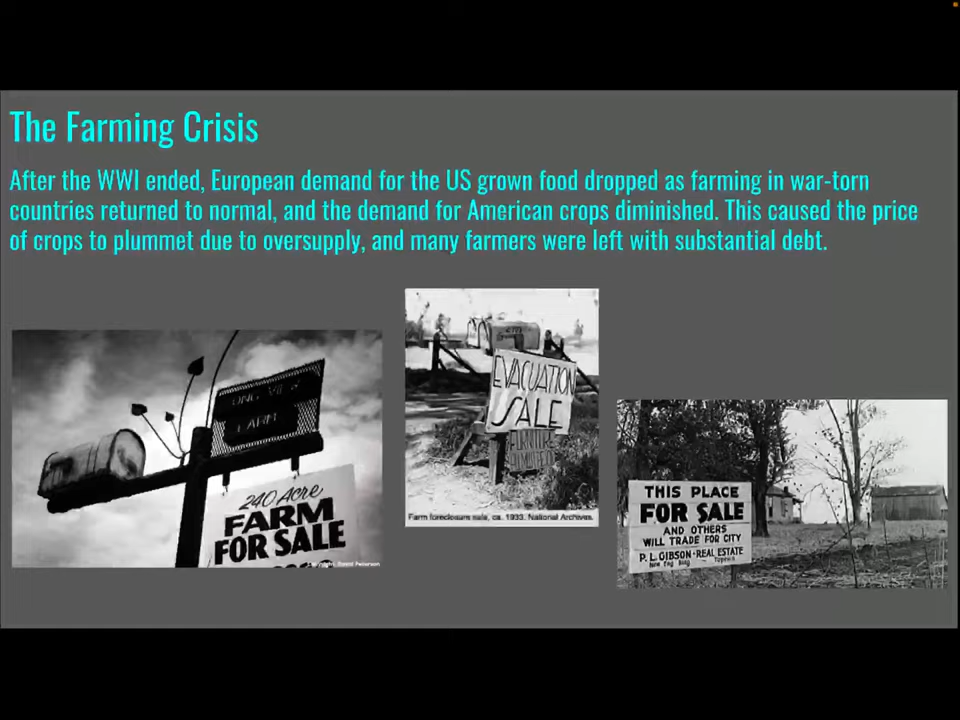 The Farming Crisis
After the WWI ended, European demand for the US grown food dropped as farming in war-torn
countries returned to normal, and the demand for American crops diminished. This caused the price
of crops to plummet due to oversupply, and many farmers were left with substantial debt.
LONG VIEW
FARM
240 Acre
FARM
FOR SALE
EVACUATION
SALE
FURNITURE
Farm foreclosure sale, ca. 1933. National Archives.
THIS PLACE
FOR SALE
AND OTHERS
WILL TRADE FOR CITY
P. L. GIBSON - REAL ESTATE